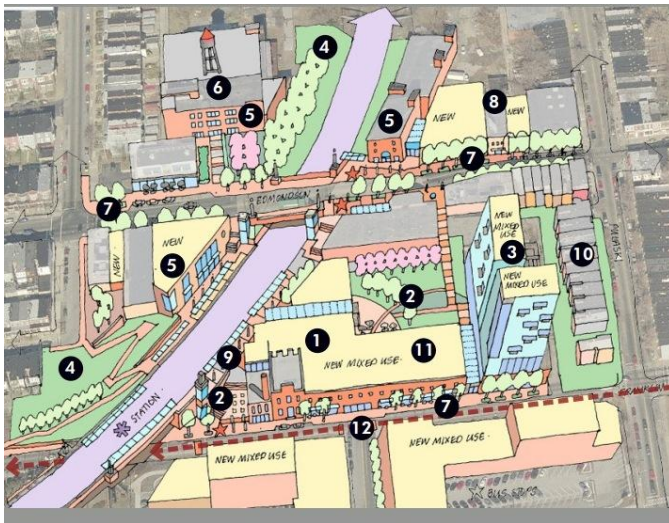 4
6
5
5
NEW
8
NEW
7
EDMONDSON
7
NEW
NEW
5
NEW
MIXED
USE
3
NEW MIXED USE
10
2
1
NEW MIXED USE
11
9
4
2
7
STATION
12
NEW MIXED USE
NEW MIXED USE
BUS STOPS